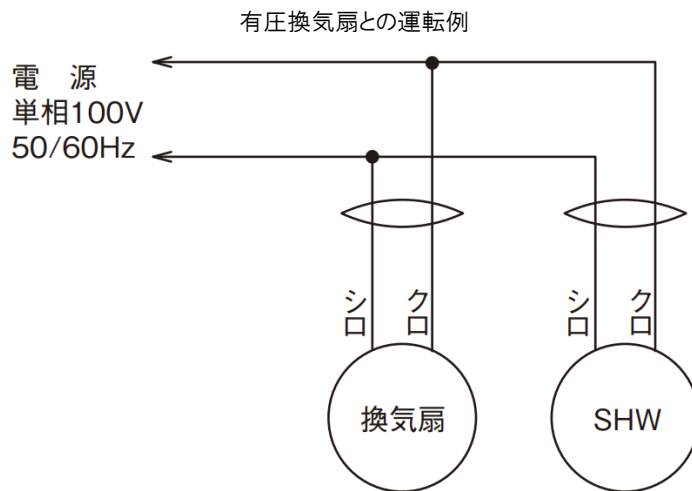 有圧換気扇との運転例
電　源
単相100V
50/60Hz
シロ
クロ
シロ
クロ
換気扇
SHW